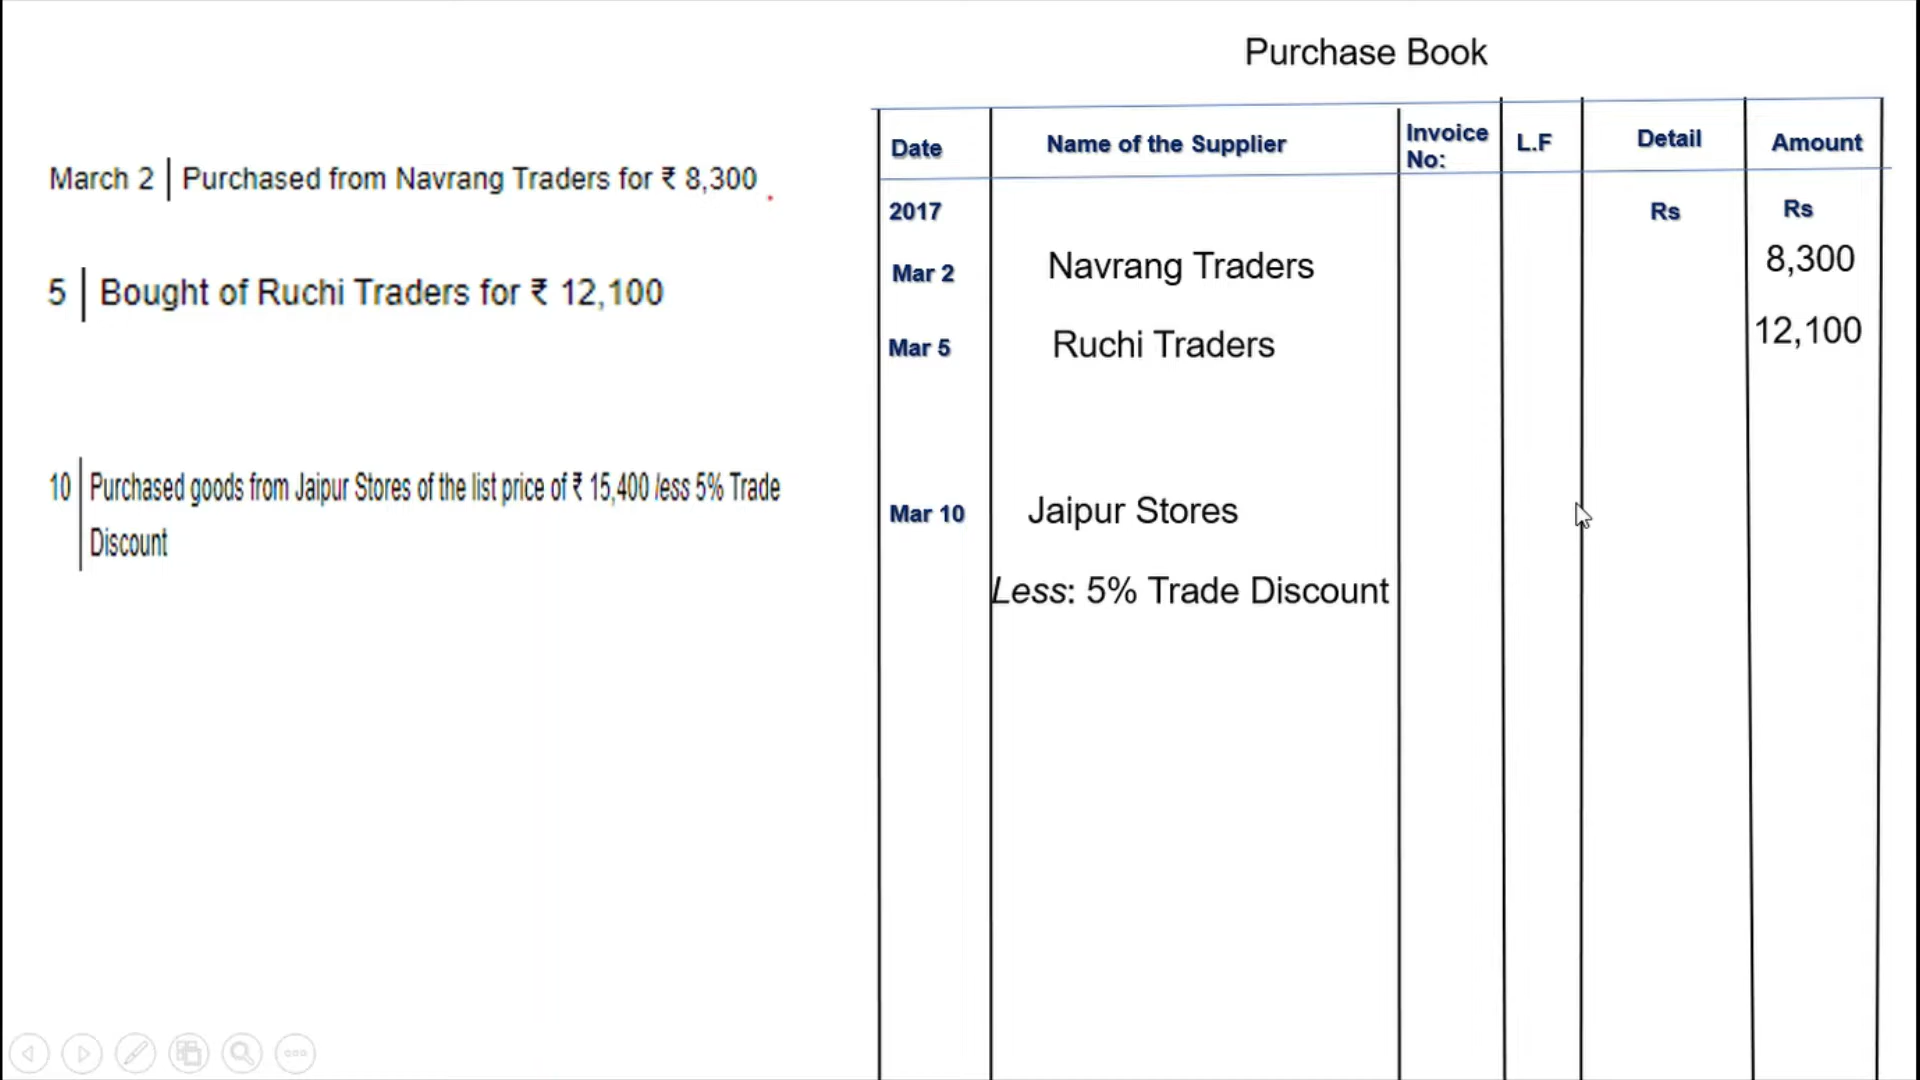 Purchase Book
March 2 Purchased from Navrang Traders for ₹ 8,300
5 Bought of Ruchi Traders for ₹ 12,100
10 Purchased goods from Jaipur Stores of the list price of ₹ 15,400 less 5% Trade
Discount
Date Name of the Supplier Invoice No: L.F Detail Amount
2017 Rs Rs
Mar 2 Navrang Traders 8,300
Mar 5 Ruchi Traders 12,100
Mar 10 Jaipur Stores
Less: 5% Trade Discount